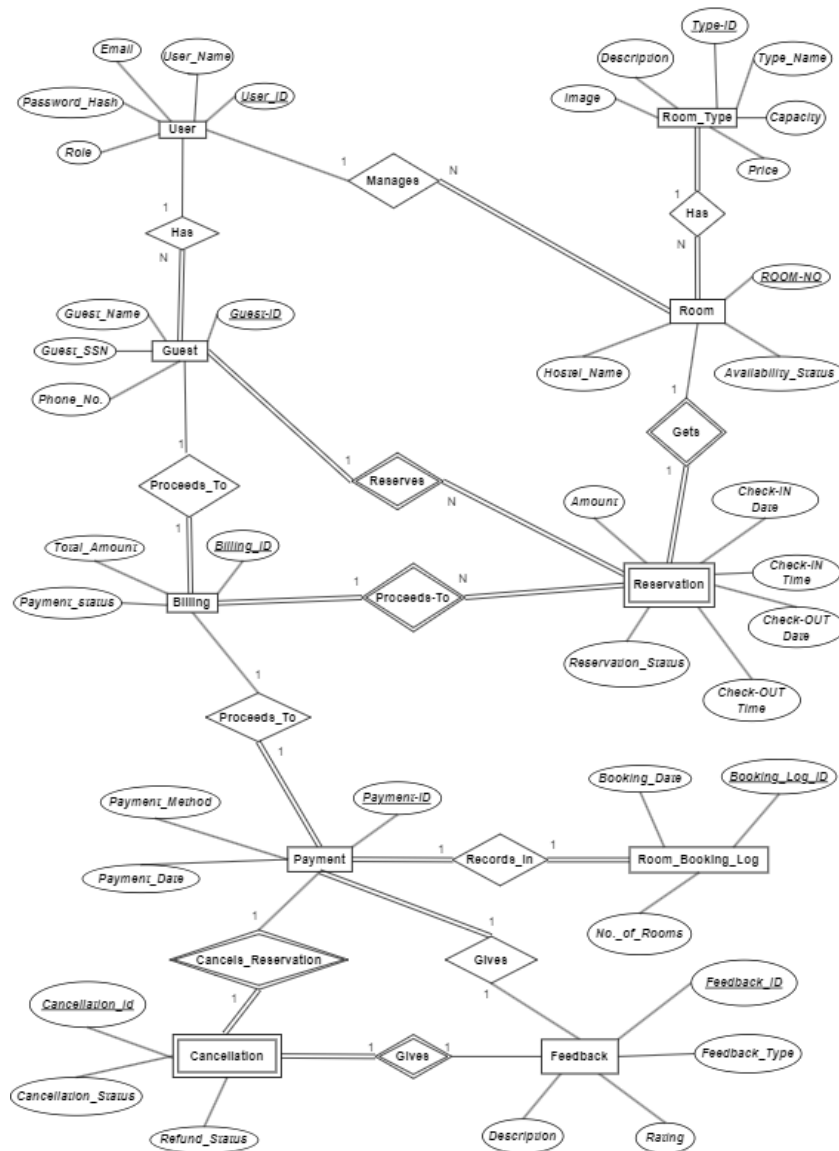 Email
User_Name
Password_Hash
User_ID
Role
User
Type-ID
Description
Type_Name
Image
Room_Type
Capacity
Price
1
Manages
N
1
Has
N
1
Has
N
Guest_Name
Guest-ID
Guest_SSN
Guest
Phone_No.
ROOM-NO
Room
Hostel_Name
Availability_Status
1
Gets
1
1
Proceeds_To
1
1
Reserves
N
Amount
Check-IN
Date
Check-IN
Time
Check-OUT
Date
Check-OUT
Time
Reservation
Reservation_Status
Total_Amount
Billing_ID
Payment_status
Billing
1
Proceeds-To
N
1
Proceeds_To
1
Payment_Method
Payment-ID
Payment_Date
Payment
1
Records_In
1
Booking_Date
Booking_Log_ID
Room_Booking_Log
No._of_Rooms
1
Cancels_Reservation
1
1
Gives
1
Cancellation_Id
Cancellation
Cancellation_Status
Refund_Status
1
Gives
1
Feedback_ID
Feedback
Feedback_Type
Description
Rating